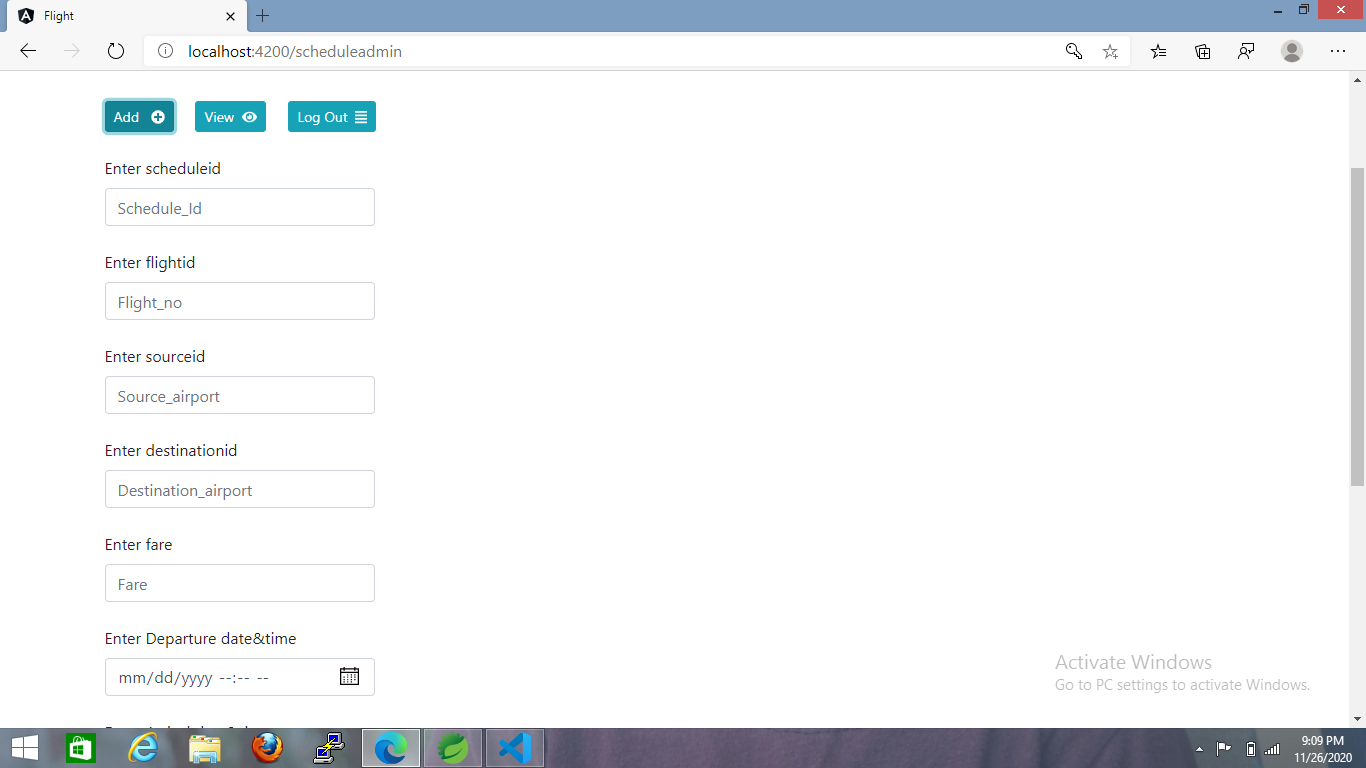 Flight
localhost:4200/scheduleadmin
Add
View
Log Out
Enter scheduleid
Schedule_Id
Enter flightid
Flight_no
Enter sourceid
Source_airport
Enter destinationid
Destination_airport
Enter fare
Fare
Enter Departure date&time
mm/dd/yyyy --:-- --
Activate Windows
Go to PC settings to activate Windows.
9:09 PM
11/26/2020